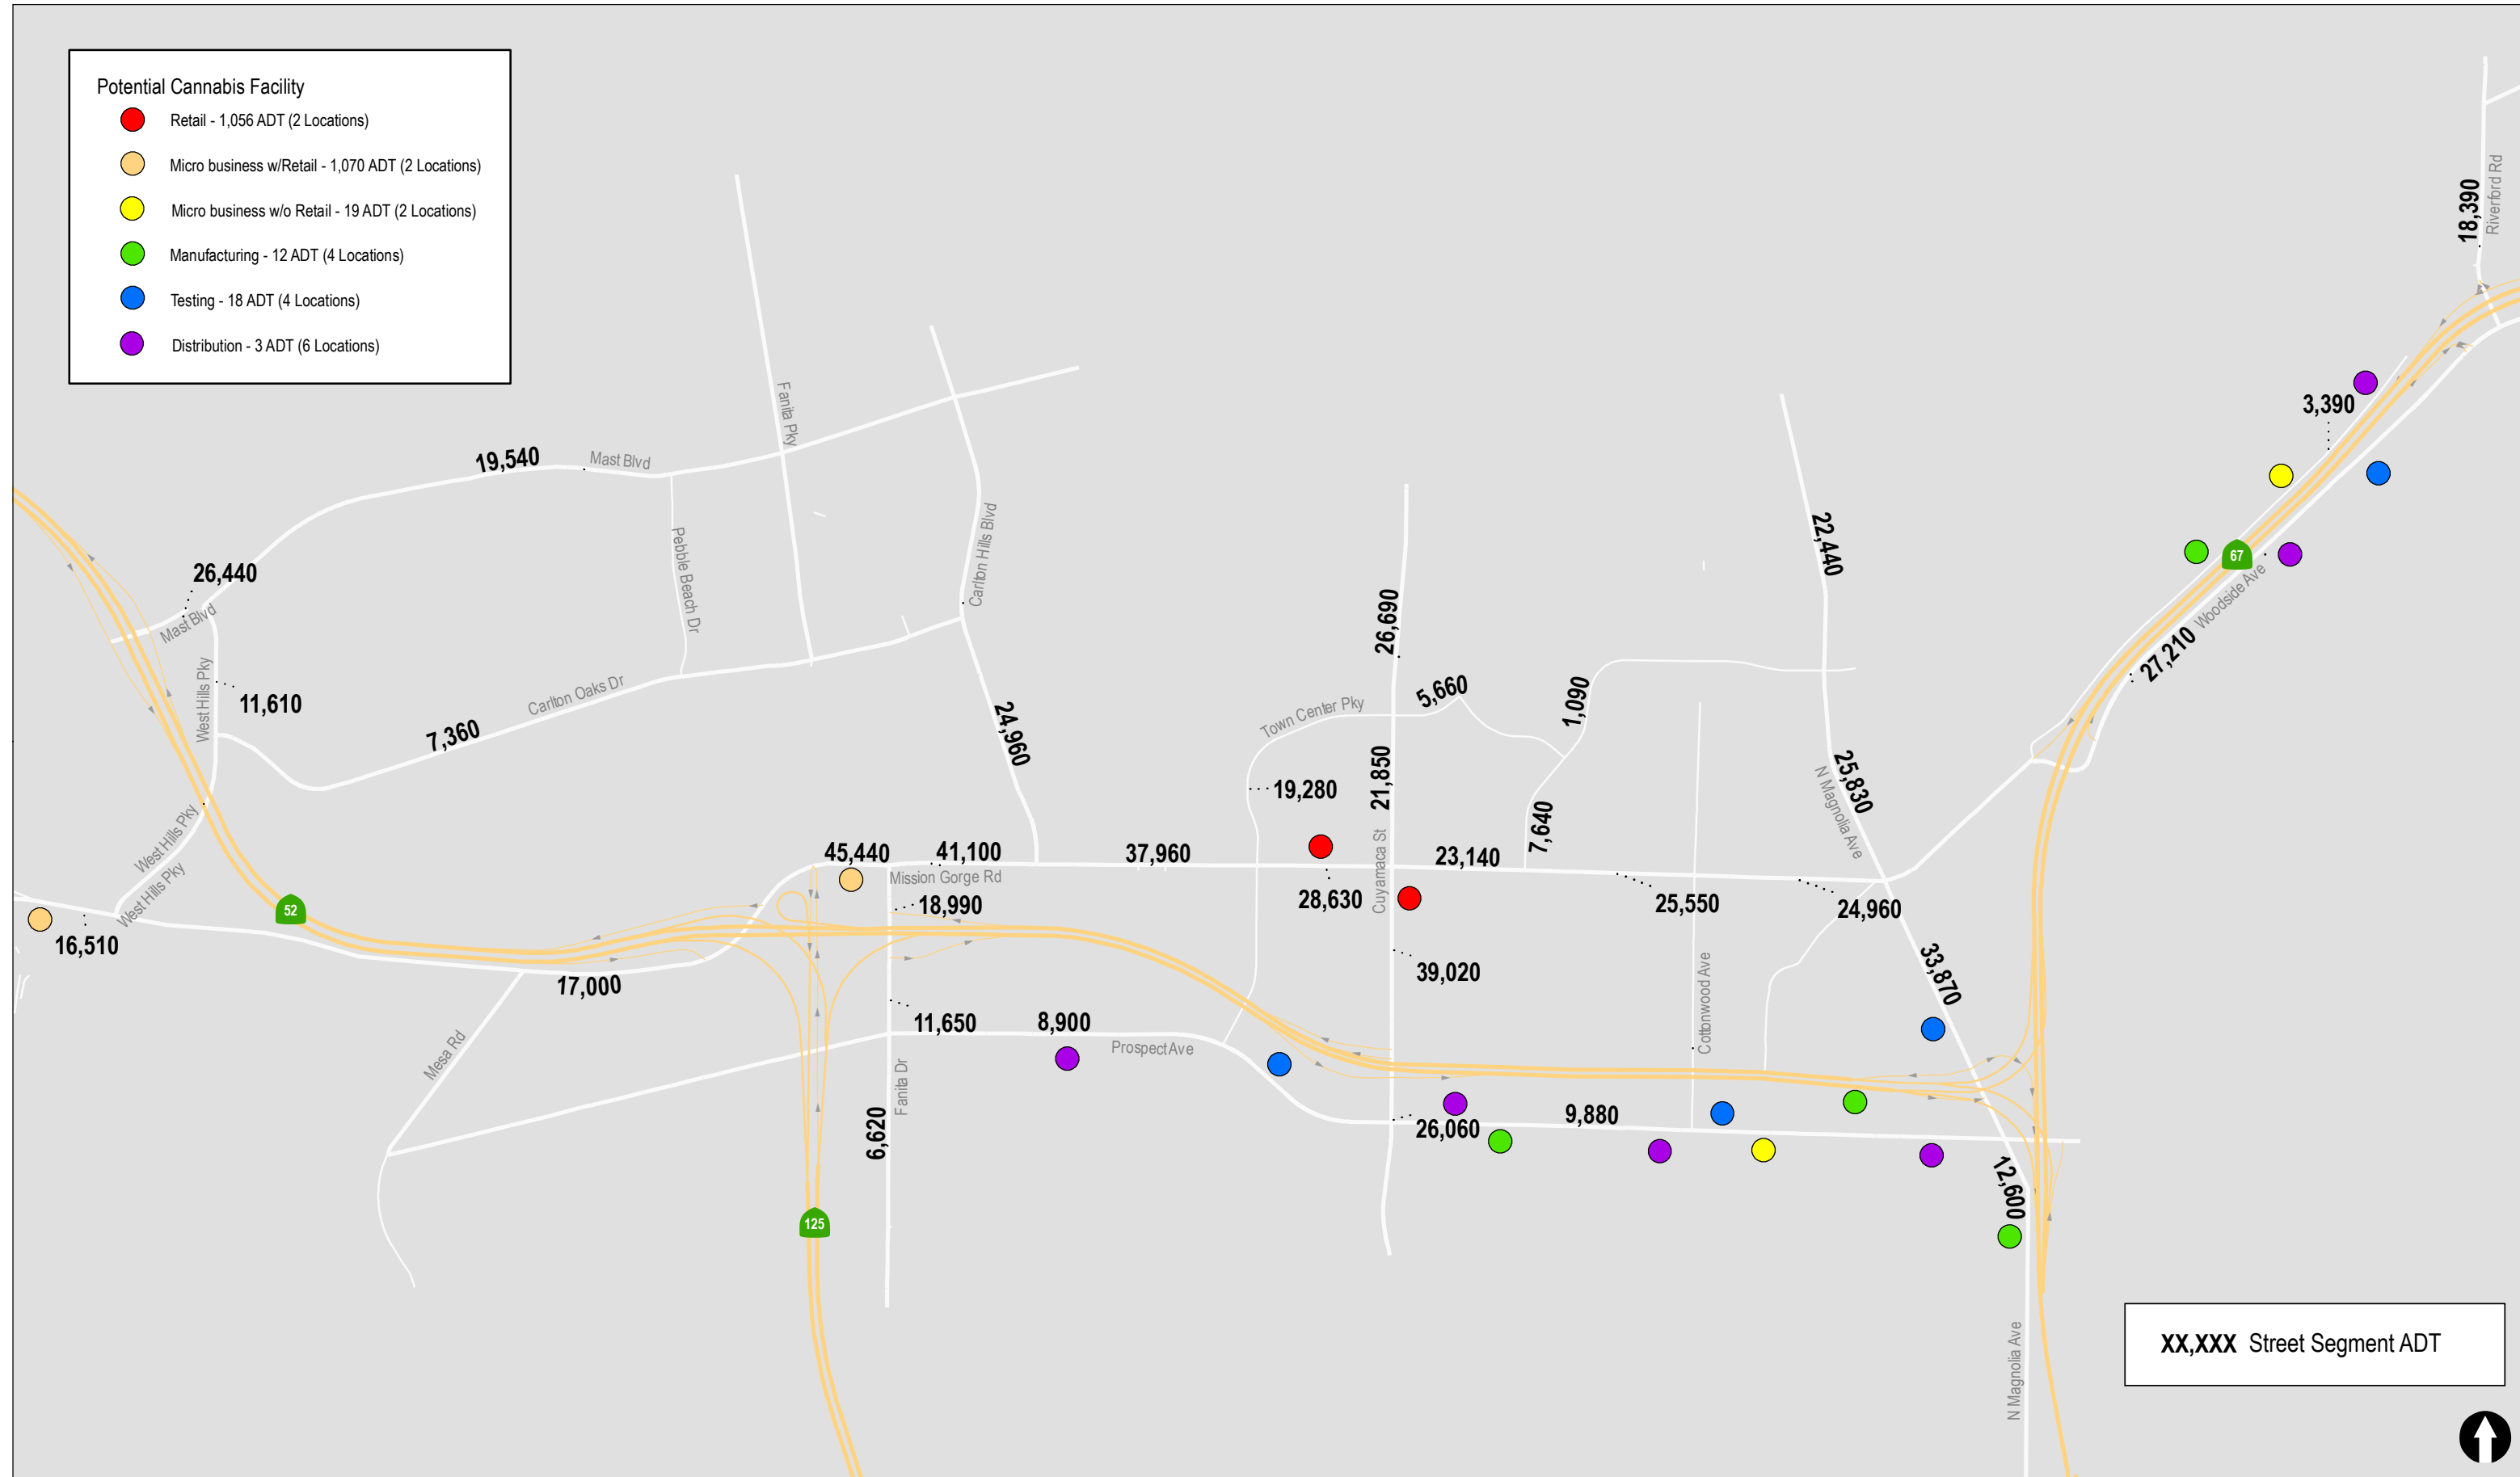 Potential Cannabis Facility
Retail - 1,056 ADT (2 Locations)
Micro business w/Retail - 1,070 ADT (2 Locations)
Micro business w/o Retail - 19 ADT (2 Locations)
Manufacturing - 12 ADT (4 Locations)
Testing - 18 ADT (4 Locations)
Distribution - 3 ADT (6 Locations)
18,390
Riverford Rd
3,390
Fanita Pky
19,540
Mast Blvd
Pebble Beach Dr
Carlton Hills Blvd
22,440
67
Woodside Ave
27,210
26,440
Mast Blvd
West Hills Pky
11,610
26,690
5,660
1,090
Carlton Oaks Dr
7,360
24,960
Town Center Pky
19,280
21,850
7,640
25,830
N Magnolia Ave
West Hills Pky
West Hills Pky
45,440
41,100
37,960
Cuyamaca St
23,140
Mission Gorge Rd
18,990
28,630
25,550
24,960
52
16,510
17,000
39,020
33,870
Cottonwood Ave
11,650
8,900
Prospect Ave
Mesa Rd
Fanita Dr
6,620
26,060
9,880
12,600
125
N Magnolia Ave
XX,XXX Street Segment ADT